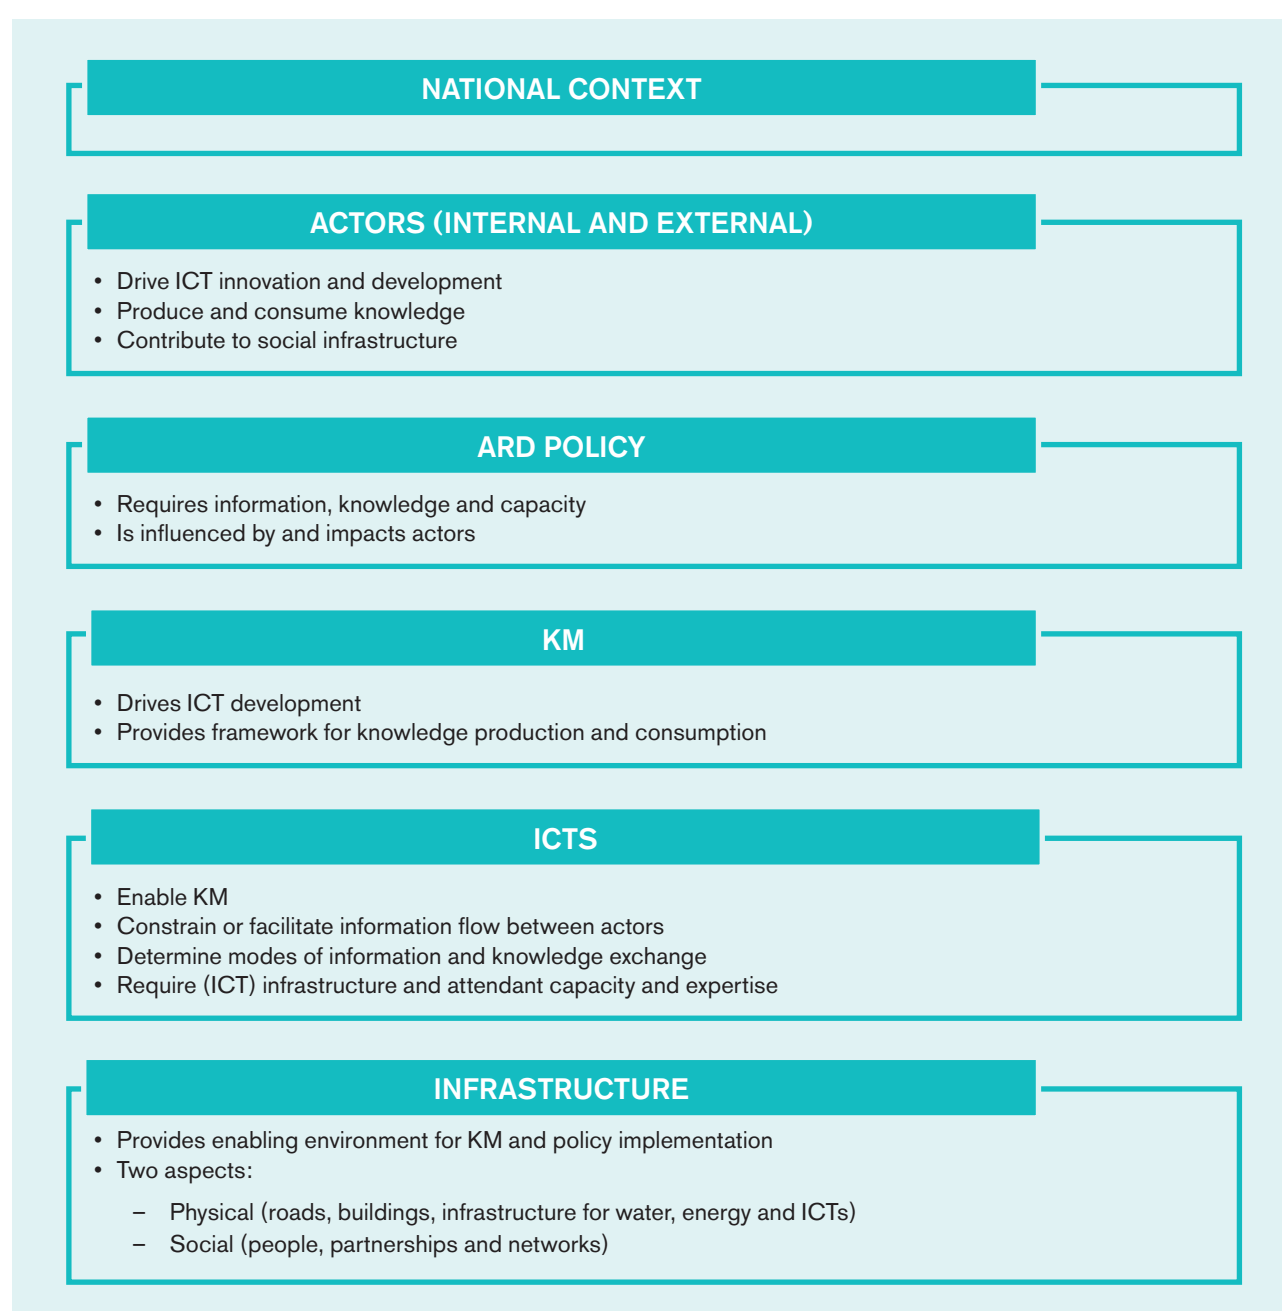 NATIONAL CONTEXT
ACTORS (INTERNAL AND EXTERNAL)
• Drive ICT innovation and development
• Produce and consume knowledge
• Contribute to social infrastructure
ARD POLICY
• Requires information, knowledge and capacity
• Is influenced by and impacts actors
KM
• Drives ICT development
• Provides framework for knowledge production and consumption
ICTS
• Enable KM
• Constrain or facilitate information flow between actors
• Determine modes of information and knowledge exchange
• Require (ICT) infrastructure and attendant capacity and expertise
INFRASTRUCTURE
• Provides enabling environment for KM and policy implementation
• Two aspects:
– Physical (roads, buildings, infrastructure for water, energy and ICTs)
– Social (people, partnerships and networks)